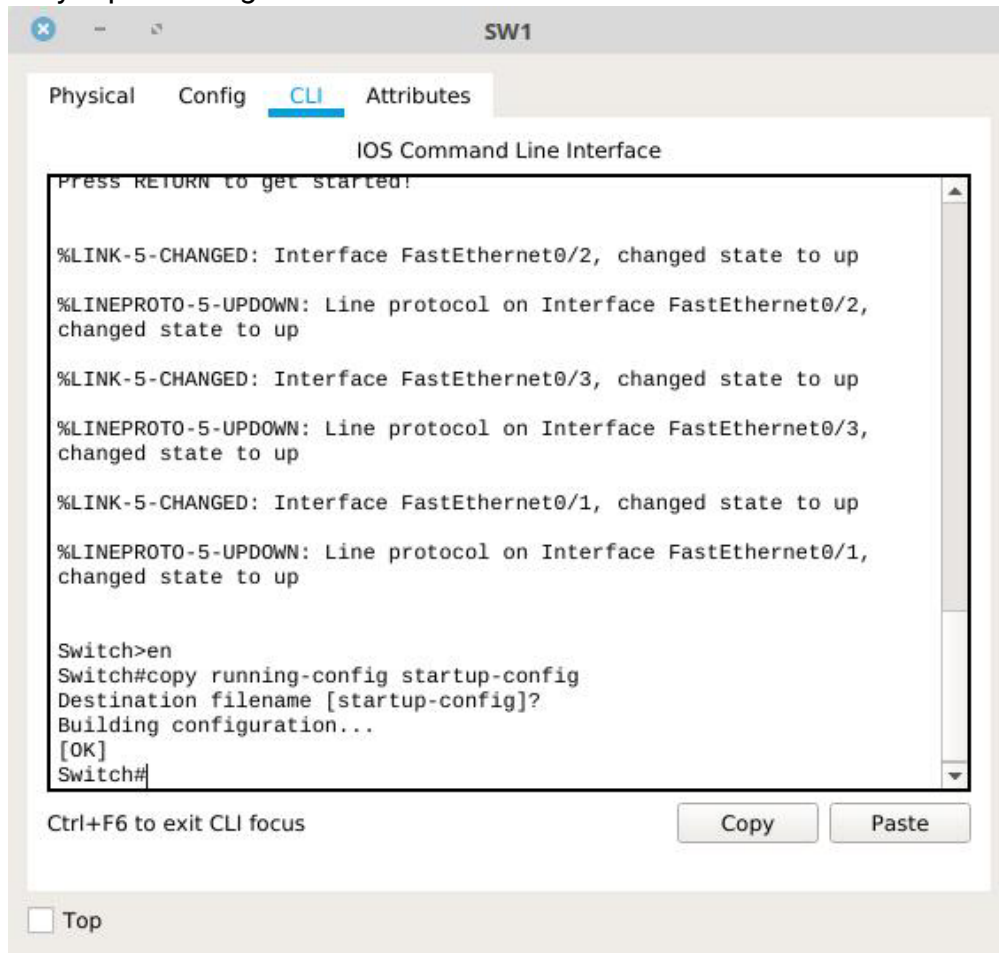 SW1
Physical Config CLI Attributes
IOS Command Line Interface
Press RETURN to get started!
%LINK-5-CHANGED: Interface FastEthernet0/2, changed state to up
%LINEPROTO-5-UPDOWN: Line protocol on Interface FastEthernet0/2,
changed state to up
%LINK-5-CHANGED: Interface FastEthernet0/3, changed state to up
%LINEPROTO-5-UPDOWN: Line protocol on Interface FastEthernet0/3,
changed state to up
%LINK-5-CHANGED: Interface FastEthernet0/1, changed state to up
%LINEPROTO-5-UPDOWN: Line protocol on Interface FastEthernet0/1,
changed state to up
Switch>en
Switch#copy running-config startup-config
Destination filename [startup-config]?
Building configuration...
[OK]
Switch#
Ctrl+F6 to exit CLI focus Copy Paste
Top